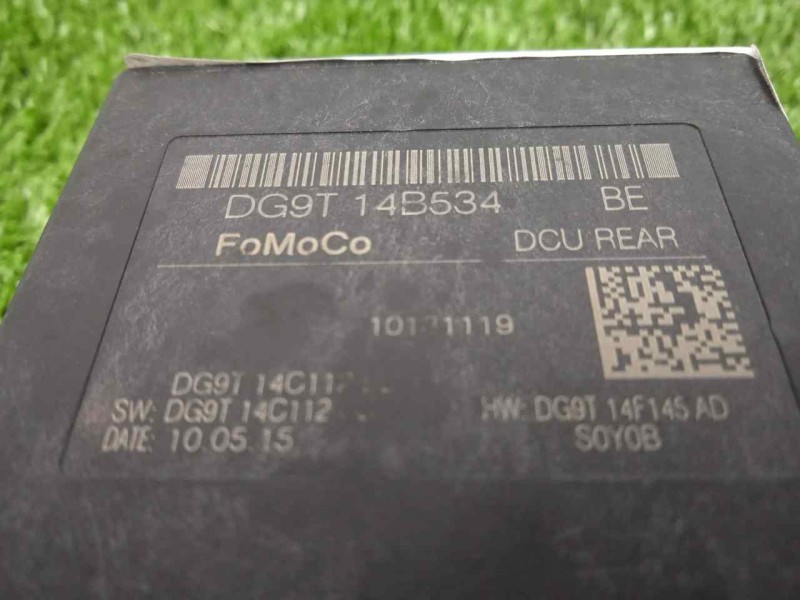 DG9T 14B534 BE
FoMoCo DCU REAR
DG9T
SW: DG9T 14C112 HW: DG9T 14F145 AD
DATE: 10.05.15 S0Y0B